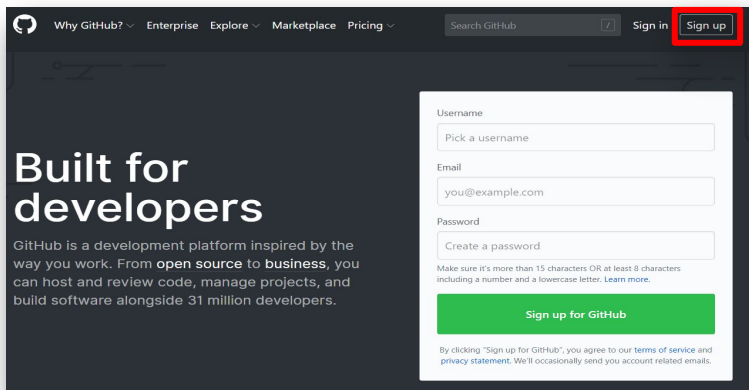 Why GitHub? Enterprise Explore Marketplace Pricing Search GitHub / Sign in Sign up
Built for
developers
GitHub is a development platform inspired by the
way you work. From open source to business, you
can host and review code, manage projects, and
build software alongside 31 million developers.
Username
Pick a username
Email
you@example.com
Password
Create a password
Make sure it's more than 15 characters OR at least 8 characters
including a number and a lowercase letter. Learn more.
Sign up for GitHub
By clicking "Sign up for GitHub", you agree to our terms of service and
privacy statement. We'll occasionally send you account related emails.